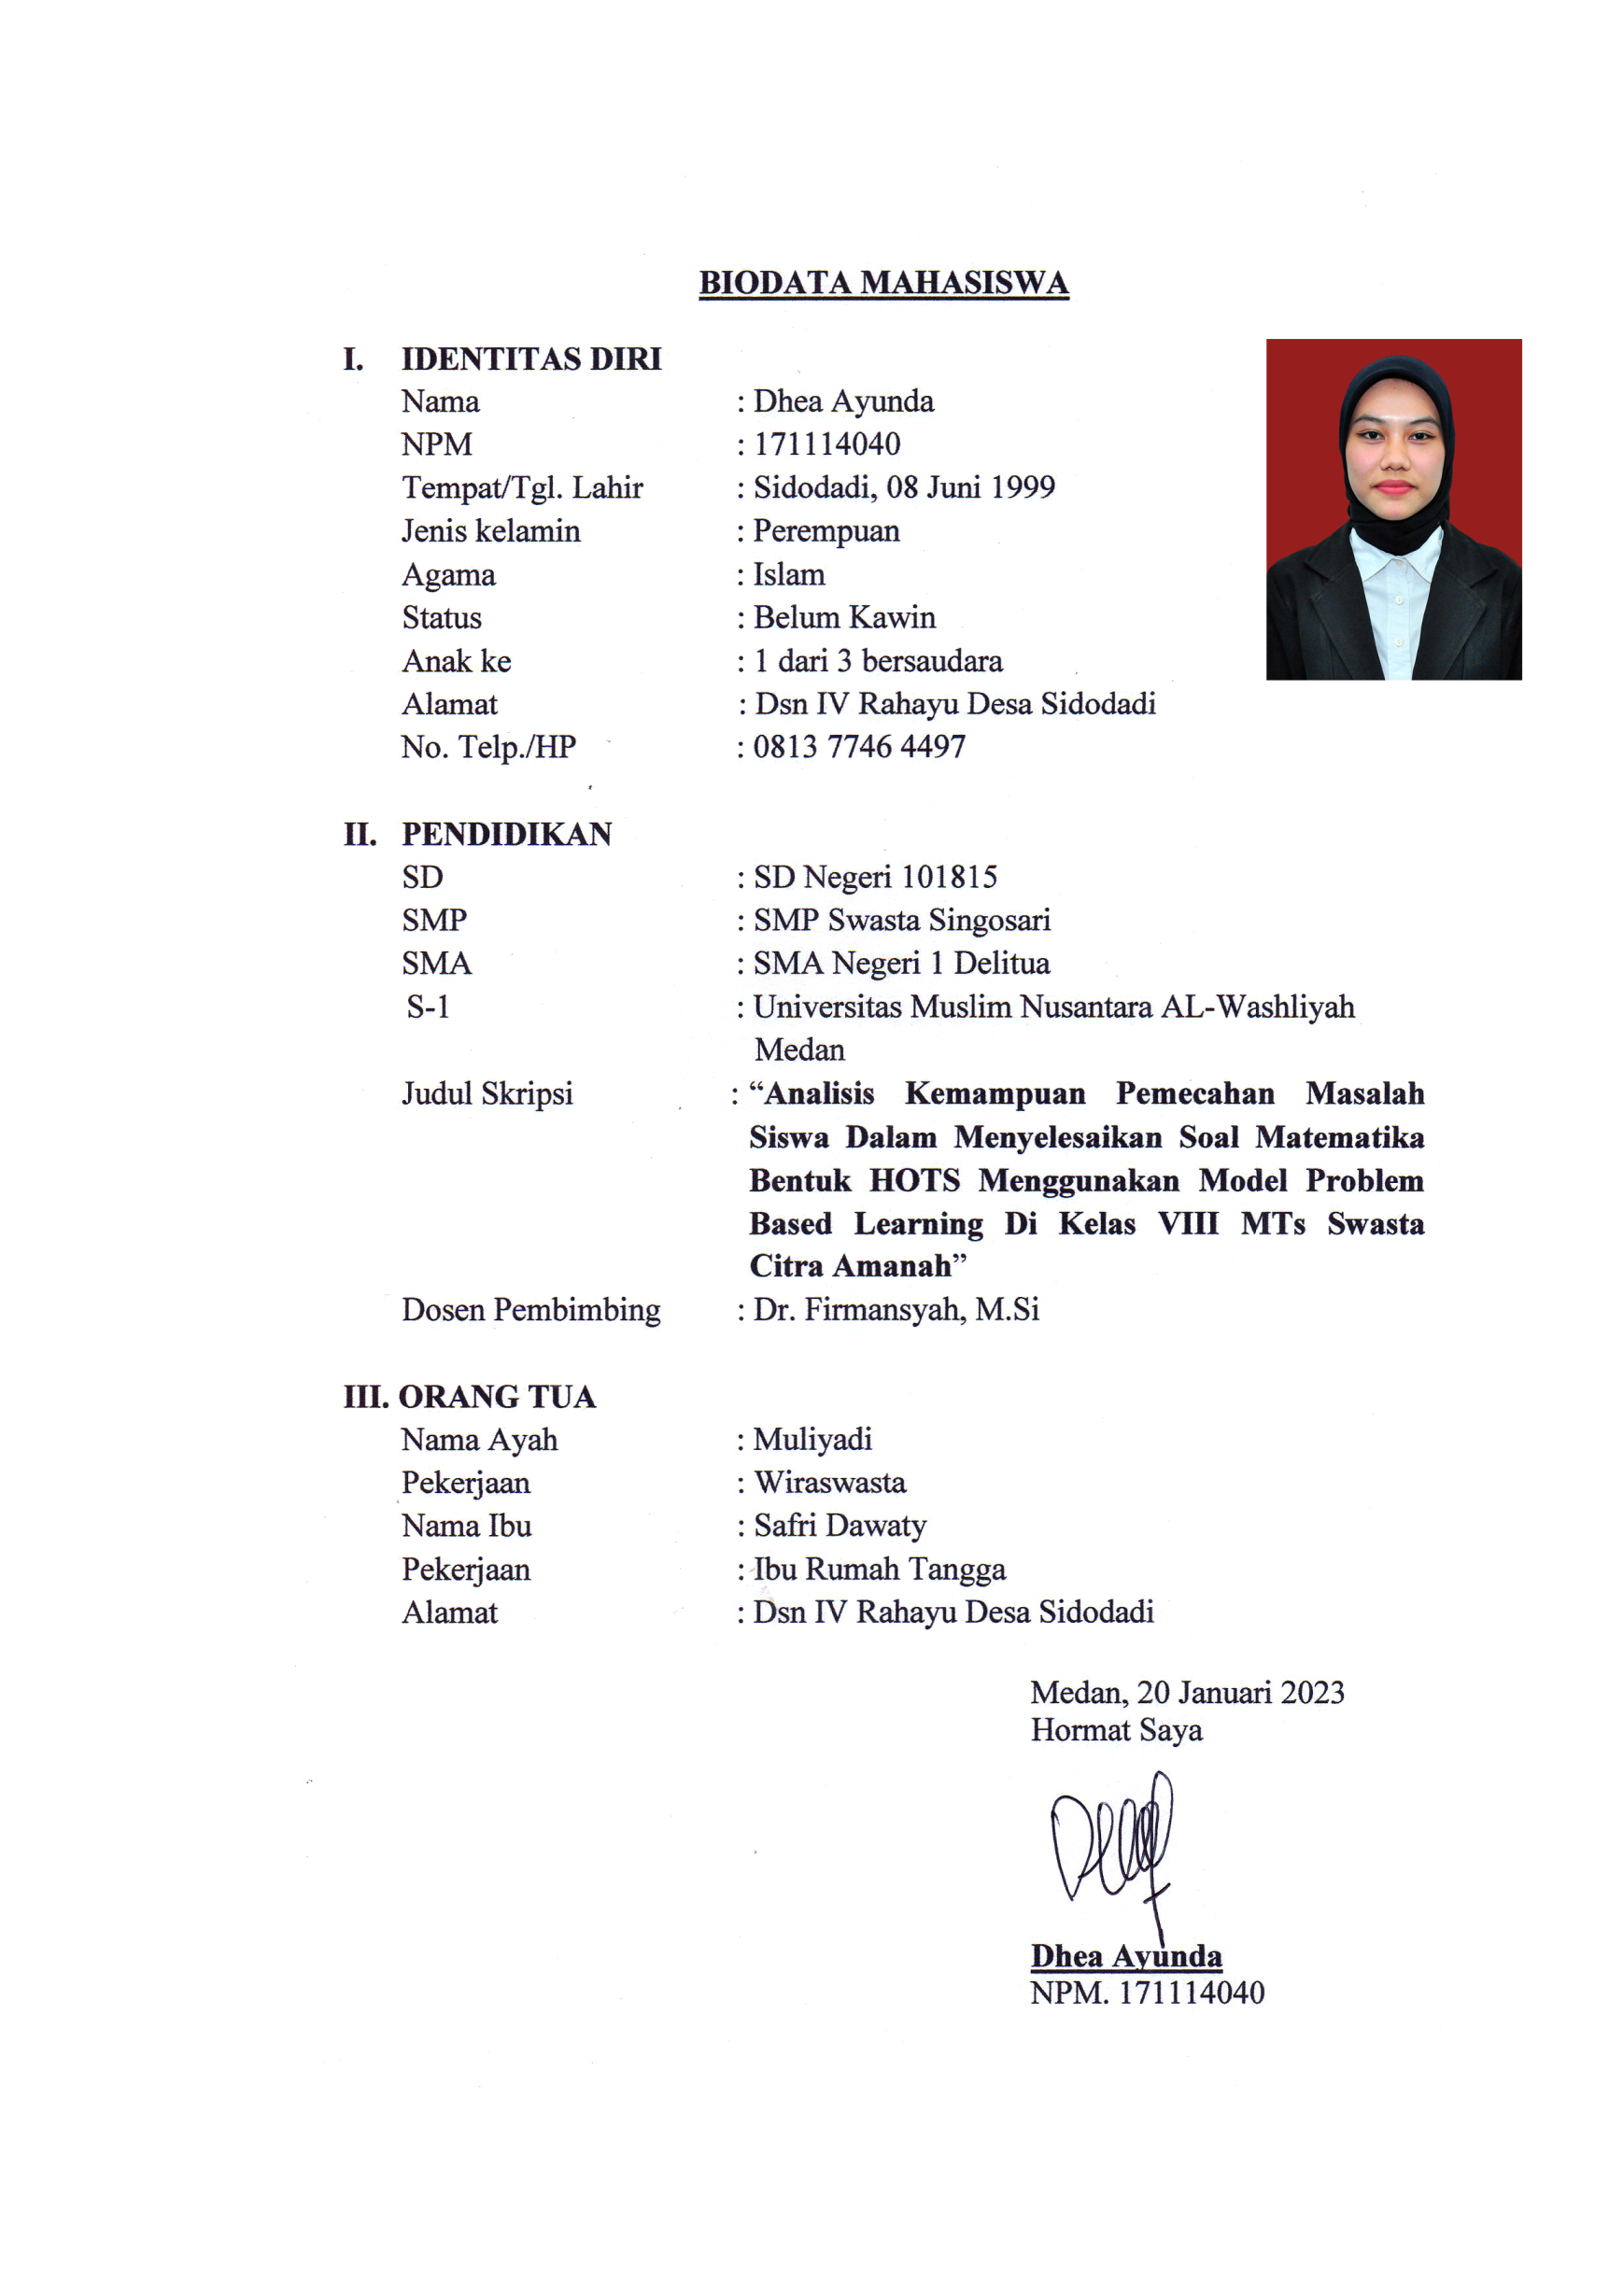 BIODATA MAHASISWA
I. IDENTITAS DIRI
Nama : Dhea Ayunda
NPM : 171114040
Tempat/Tgl. Lahir : Sidodadi, 08 Juni 1999
Jenis kelamin : Perempuan
Agama : Islam
Status : Belum Kawin
Anak ke : 1 dari 3 bersaudara
Alamat : Dsn IV Rahayu Desa Sidodadi
No. Telp./HP : 0813 7746 4497
II. PENDIDIKAN
SD : SD Negeri 101815
SMP : SMP Swasta Singosari
SMA : SMA Negeri 1 Delitua
S-1 : Universitas Muslim Nusantara AL-Washliyah
Medan
Judul Skripsi : “Analisis Kemampuan Pemecahan Masalah
Siswa Dalam Menyelesaikan Soal Matematika
Bentuk HOTS Menggunakan Model Problem
Based Learning Di Kelas VIII MTs Swasta
Citra Amanah”
Dosen Pembimbing : Dr. Firmansyah, M.Si
III. ORANG TUA
Nama Ayah : Muliyadi
Pekerjaan : Wiraswasta
Nama Ibu : Safri Dawaty
Pekerjaan : Ibu Rumah Tangga
Alamat : Dsn IV Rahayu Desa Sidodadi
Medan, 20 Januari 2023
Hormat Saya
Dhea Ayunda
NPM. 171114040